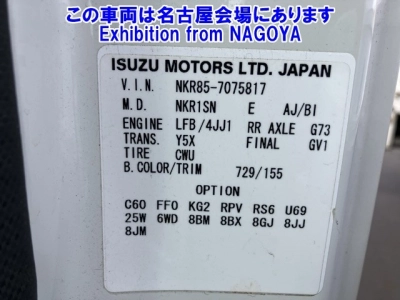 この車両は名古屋会場にあります
Exhibition from NAGOYA
ISUZU MOTORS LTD. JAPAN
V.I.N. NKR85-7075817
M.D. NKR1SN E AJ/BI
ENGINE LFB/4JJ1 RR AXLE G73
TRANS. Y5X FINAL GV1
TIRE CWU
B.COLOR/TRIM 729/155
OPTION
C60 FF0 KG2 RPV RS6 U69
25W 6WD 8BM 8BX 8GJ 8JJ
8JM